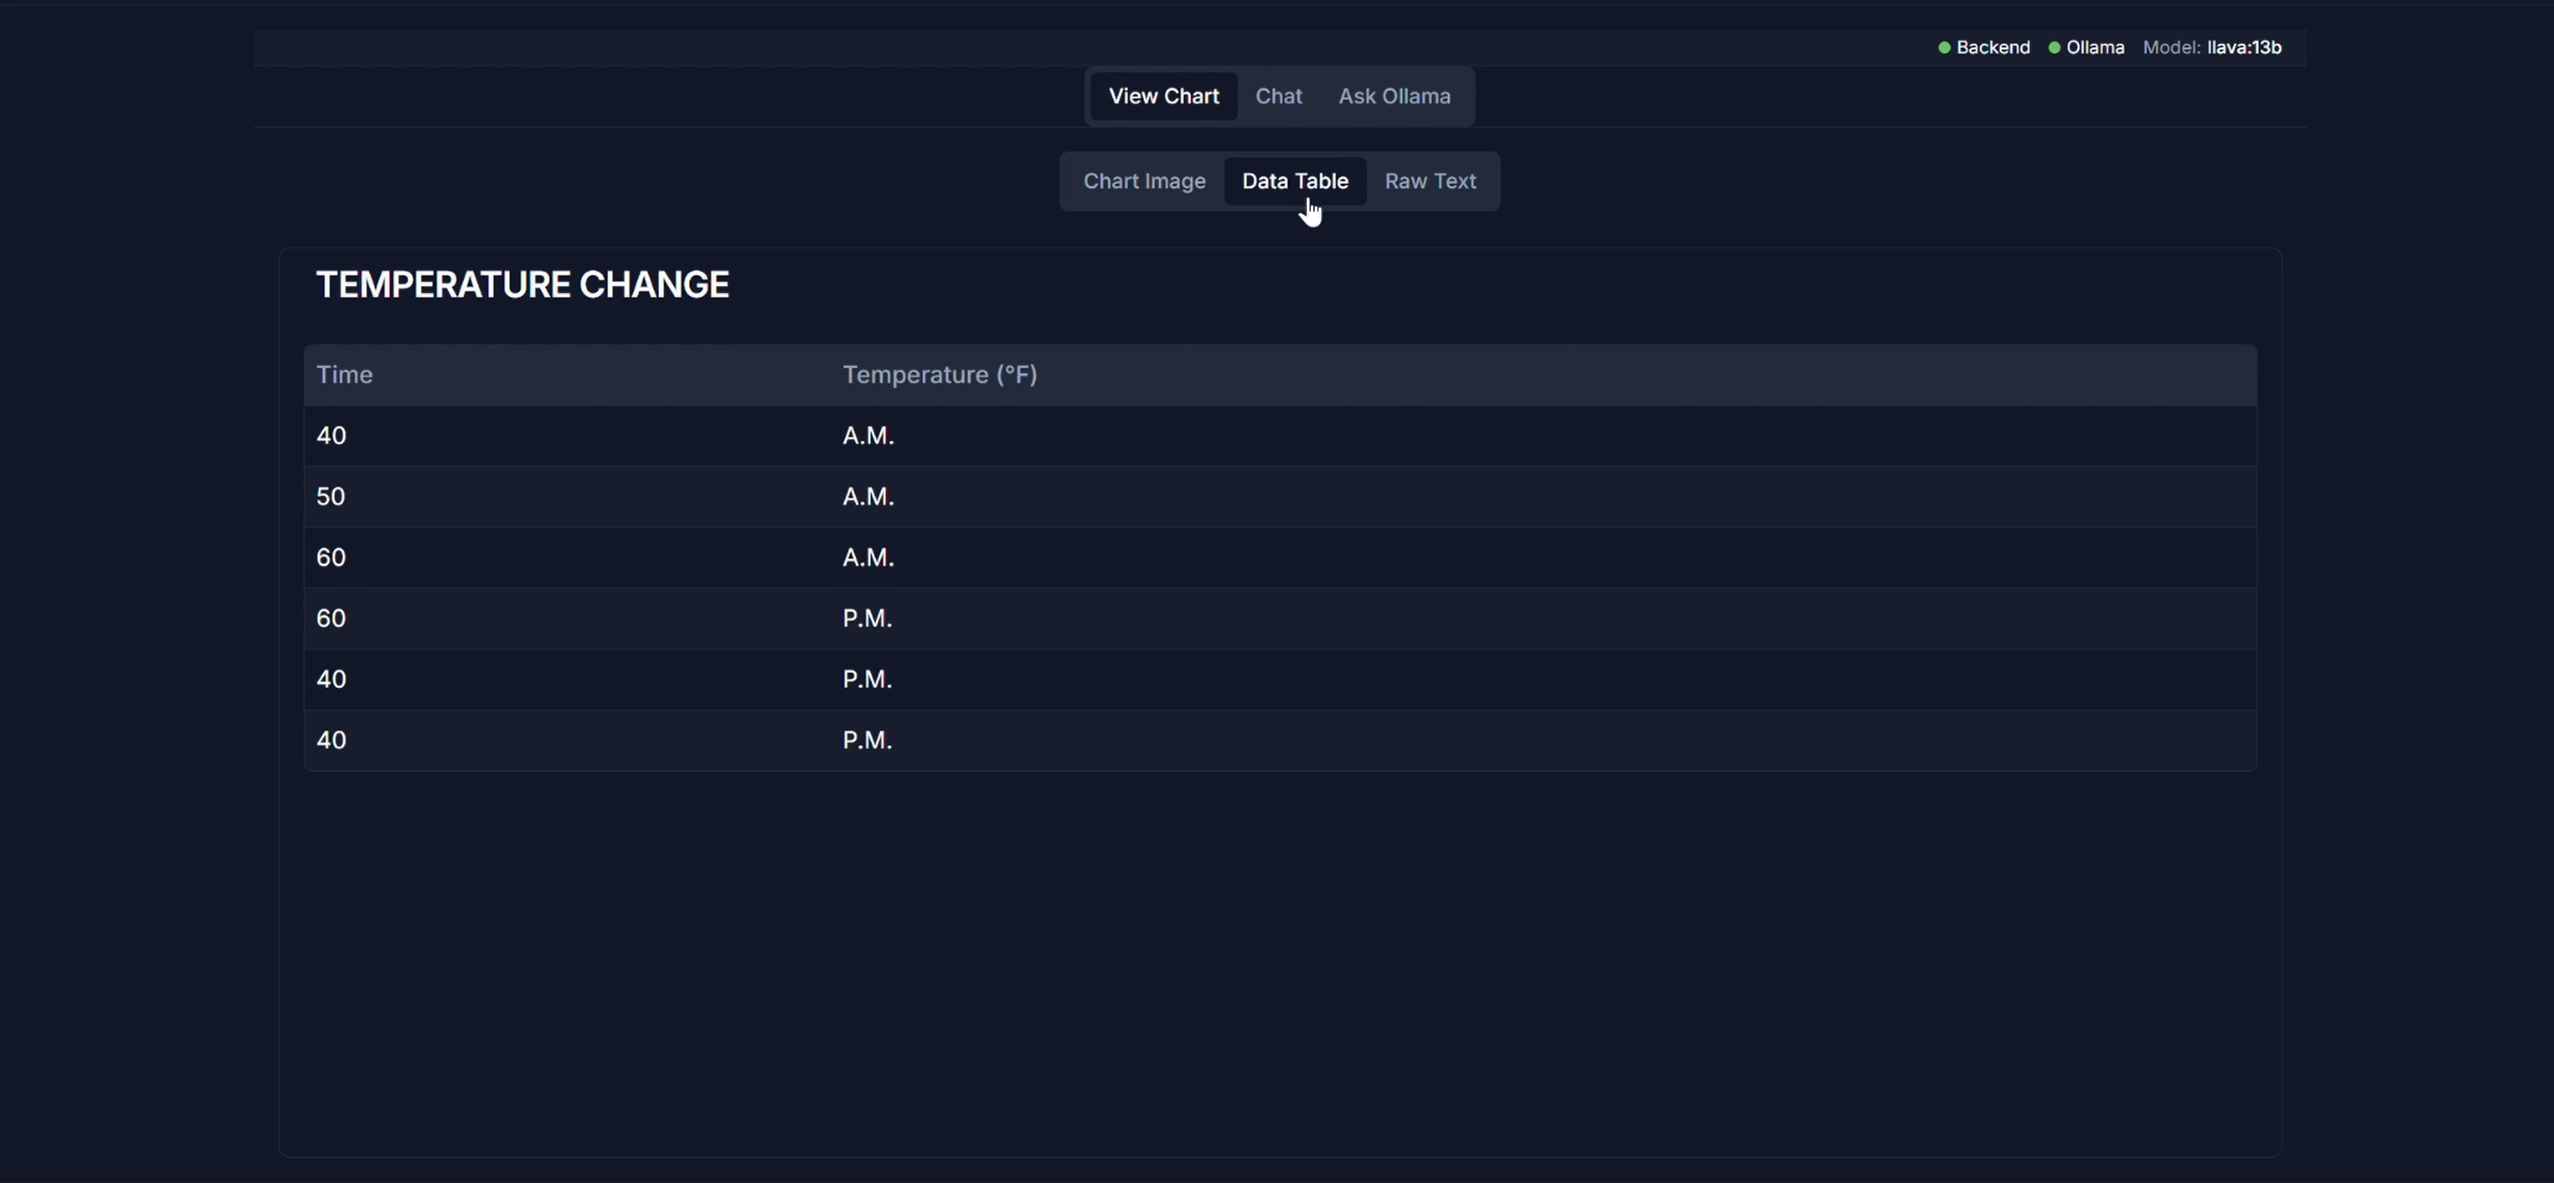 Backend Ollama Model: llava:13b
View Chart Chat Ask Ollama
Chart Image Data Table Raw Text
TEMPERATURE CHANGE
Time Temperature (°F)
40 A.M.
50 A.M.
60 A.M.
60 P.M.
40 P.M.
40 P.M.